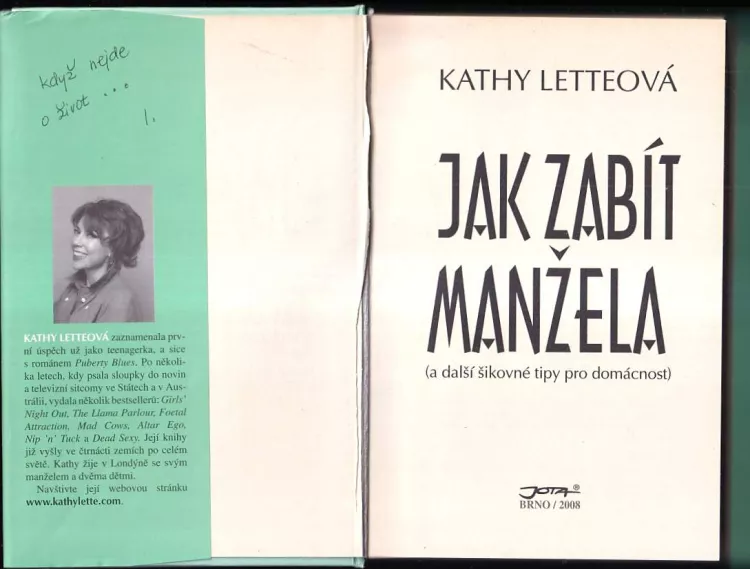 když nejde
o život ...
KATHY LETTEOVÁ zaznamenala prv-
ní úspěch už jako teenagerka, a sice
s románem Puberty Blues. Po několi-
ka letech, kdy psala sloupky do novin
a televizní sitcomy ve Státech a v Aus-
trálii, vydala několik bestsellerů: Girls'
Night Out, The Llama Parlour, Foetal
Attraction, Mad Cows, Altar Ego,
Nip 'n' Tuck a Dead Sexy. Její knihy
již vyšly ve čtrnácti zemích po celém
světě. Kathy žije v Londýně se svým
manželem a dvěma dětmi.
Navštivte její webovou stránku
www.kathylette.com.
KATHY LETTEOVÁ
JAK ZABÍT
MANŽELA
(a další šikovné tipy pro domácnost)
JOTA®
BRNO / 2008